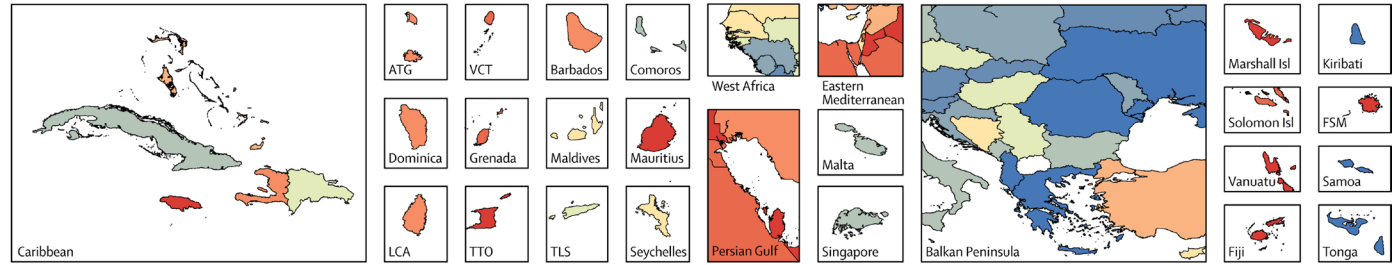 Caribbean
ATG
VCT
Barbados
Comoros
Dominica
Grenada
Maldives
Mauritius
LCA
TTO
TLS
Seychelles
West Africa
Eastern
Mediterranean
Persian Gulf
Malta
Singapore
Balkan Peninsula
Marshall Isl
Kiribati
Solomon Isl
FSM
Vanuatu
Samoa
Fiji
Tonga